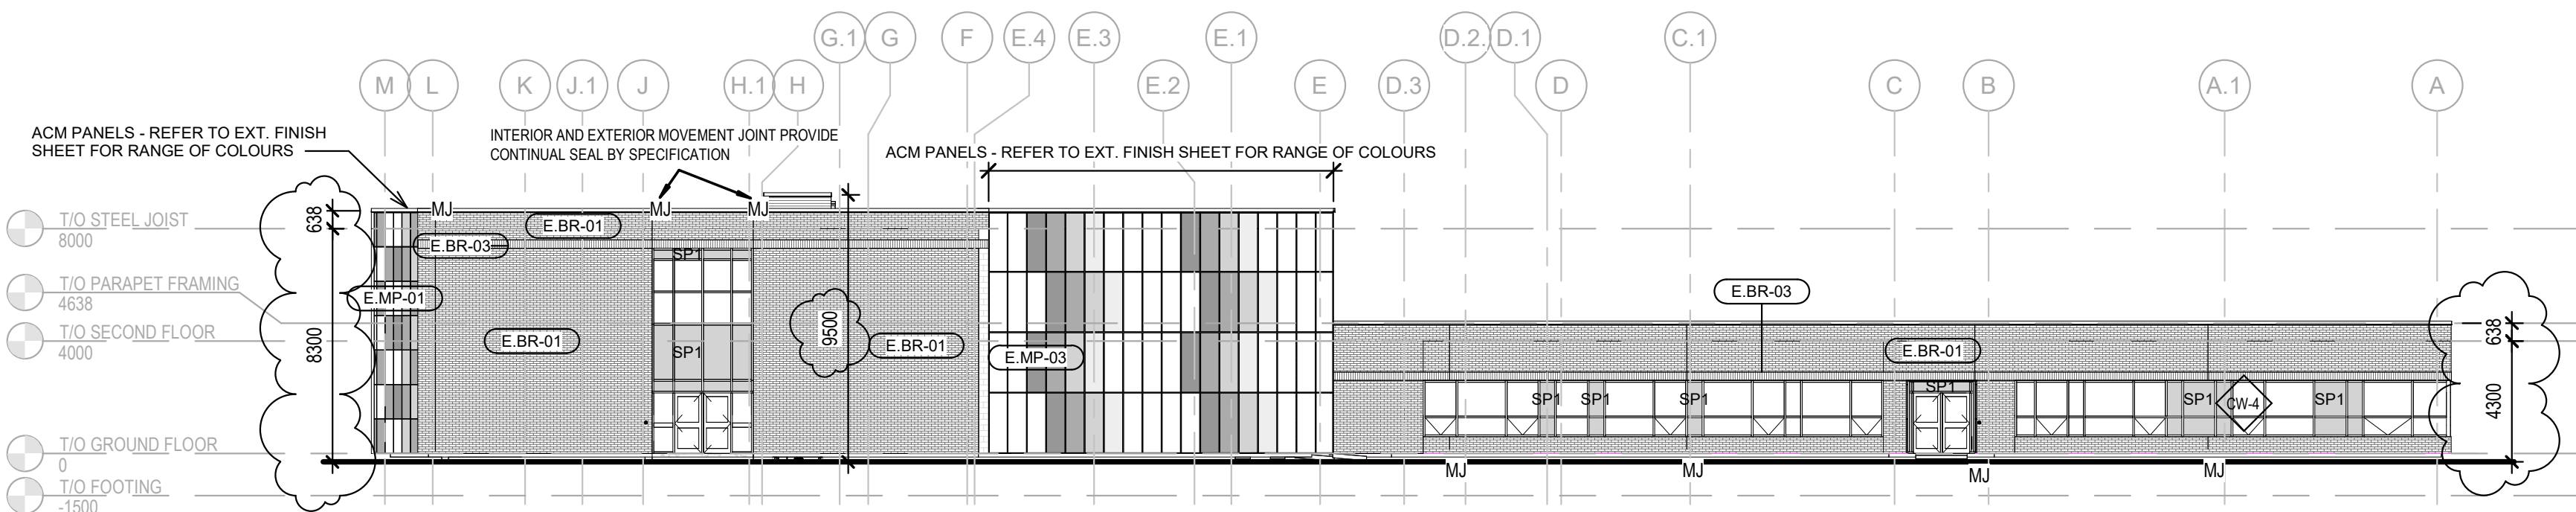 G.1
G
F
E.4
E.3
E.1
D.2.
D.1
C.1
M
L
K
J.1
J
H.1
H
E.2
E
D.3
D
C
B
A.1
A
ACM PANELS - REFER TO EXT. FINISH
SHEET FOR RANGE OF COLOURS
INTERIOR AND EXTERIOR MOVEMENT JOINT PROVIDE
CONTINUAL SEAL BY SPECIFICATION
ACM PANELS - REFER TO EXT. FINISH SHEET FOR RANGE OF COLOURS
T/O STEEL JOIST
8000
T/O PARAPET FRAMING
4638
T/O SECOND FLOOR
4000
T/O GROUND FLOOR
0
T/O FOOTING
-1500
638
8300
MJ
MJ
MJ
E.BR-01
E.BR-03
E.MP-01
E.BR-01
SP1
SP1
9500
E.BR-01
E.MP-03
E.BR-03
E.BR-01
SP1
SP1
SP1
SP1
SP1
CW-4
SP1
638
4300
MJ
MJ
MJ
MJ